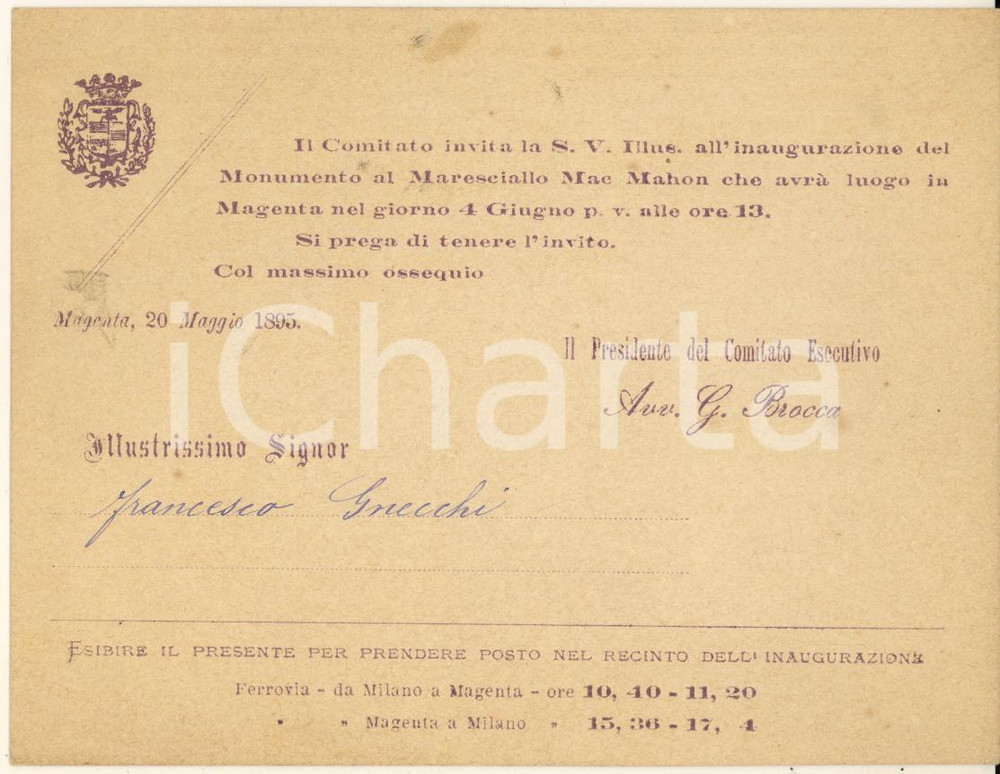 Il Comitato invita la S. V. Illus. all'inaugurazione del
Monumento al Maresciallo Mac Mahon che avrà luogo in
Magenta nel giorno 4 Giugno p. v. alle ore 13.
Si prega di tenere l'invito.
Col massimo ossequio
Magenta, 20 Maggio 1895.
Il Presidente del Comitato Esecutivo
Avv. G. Brocca
Illustrissimo Signor
Francesco Gnecchi
ESIBIRE IL PRESENTE PER PRENDERE POSTO NEL RECINTO DELL'INAUGURAZIONE
Ferrovia - da Milano a Magenta - ore 10, 40 - 11, 20
" " Magenta a Milano " 15, 36 - 17, 4
iCharta